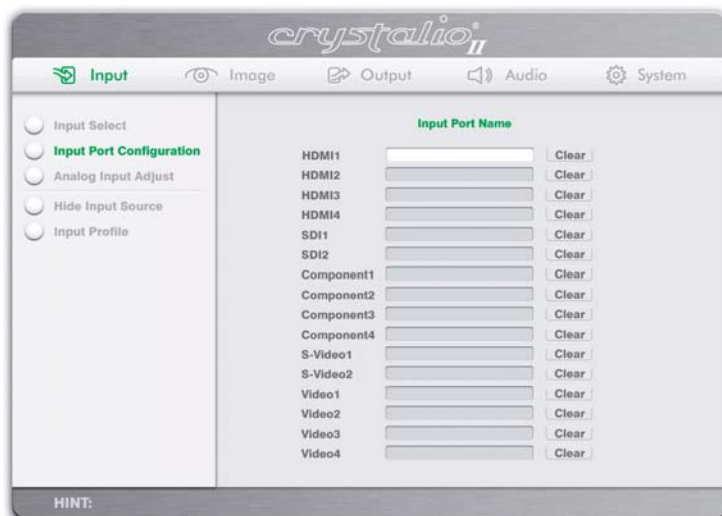 crystalio II
Input Image Output Audio System
Input Select
Input Port Configuration
Analog Input Adjust
Hide Input Source
Input Profile
Input Port Name
HDMI1 Clear
HDMI2 Clear
HDMI3 Clear
HDMI4 Clear
SDI1 Clear
SDI2 Clear
Component1 Clear
Component2 Clear
Component3 Clear
Component4 Clear
S-Video1 Clear
S-Video2 Clear
Video1 Clear
Video2 Clear
Video3 Clear
Video4 Clear
HINT: